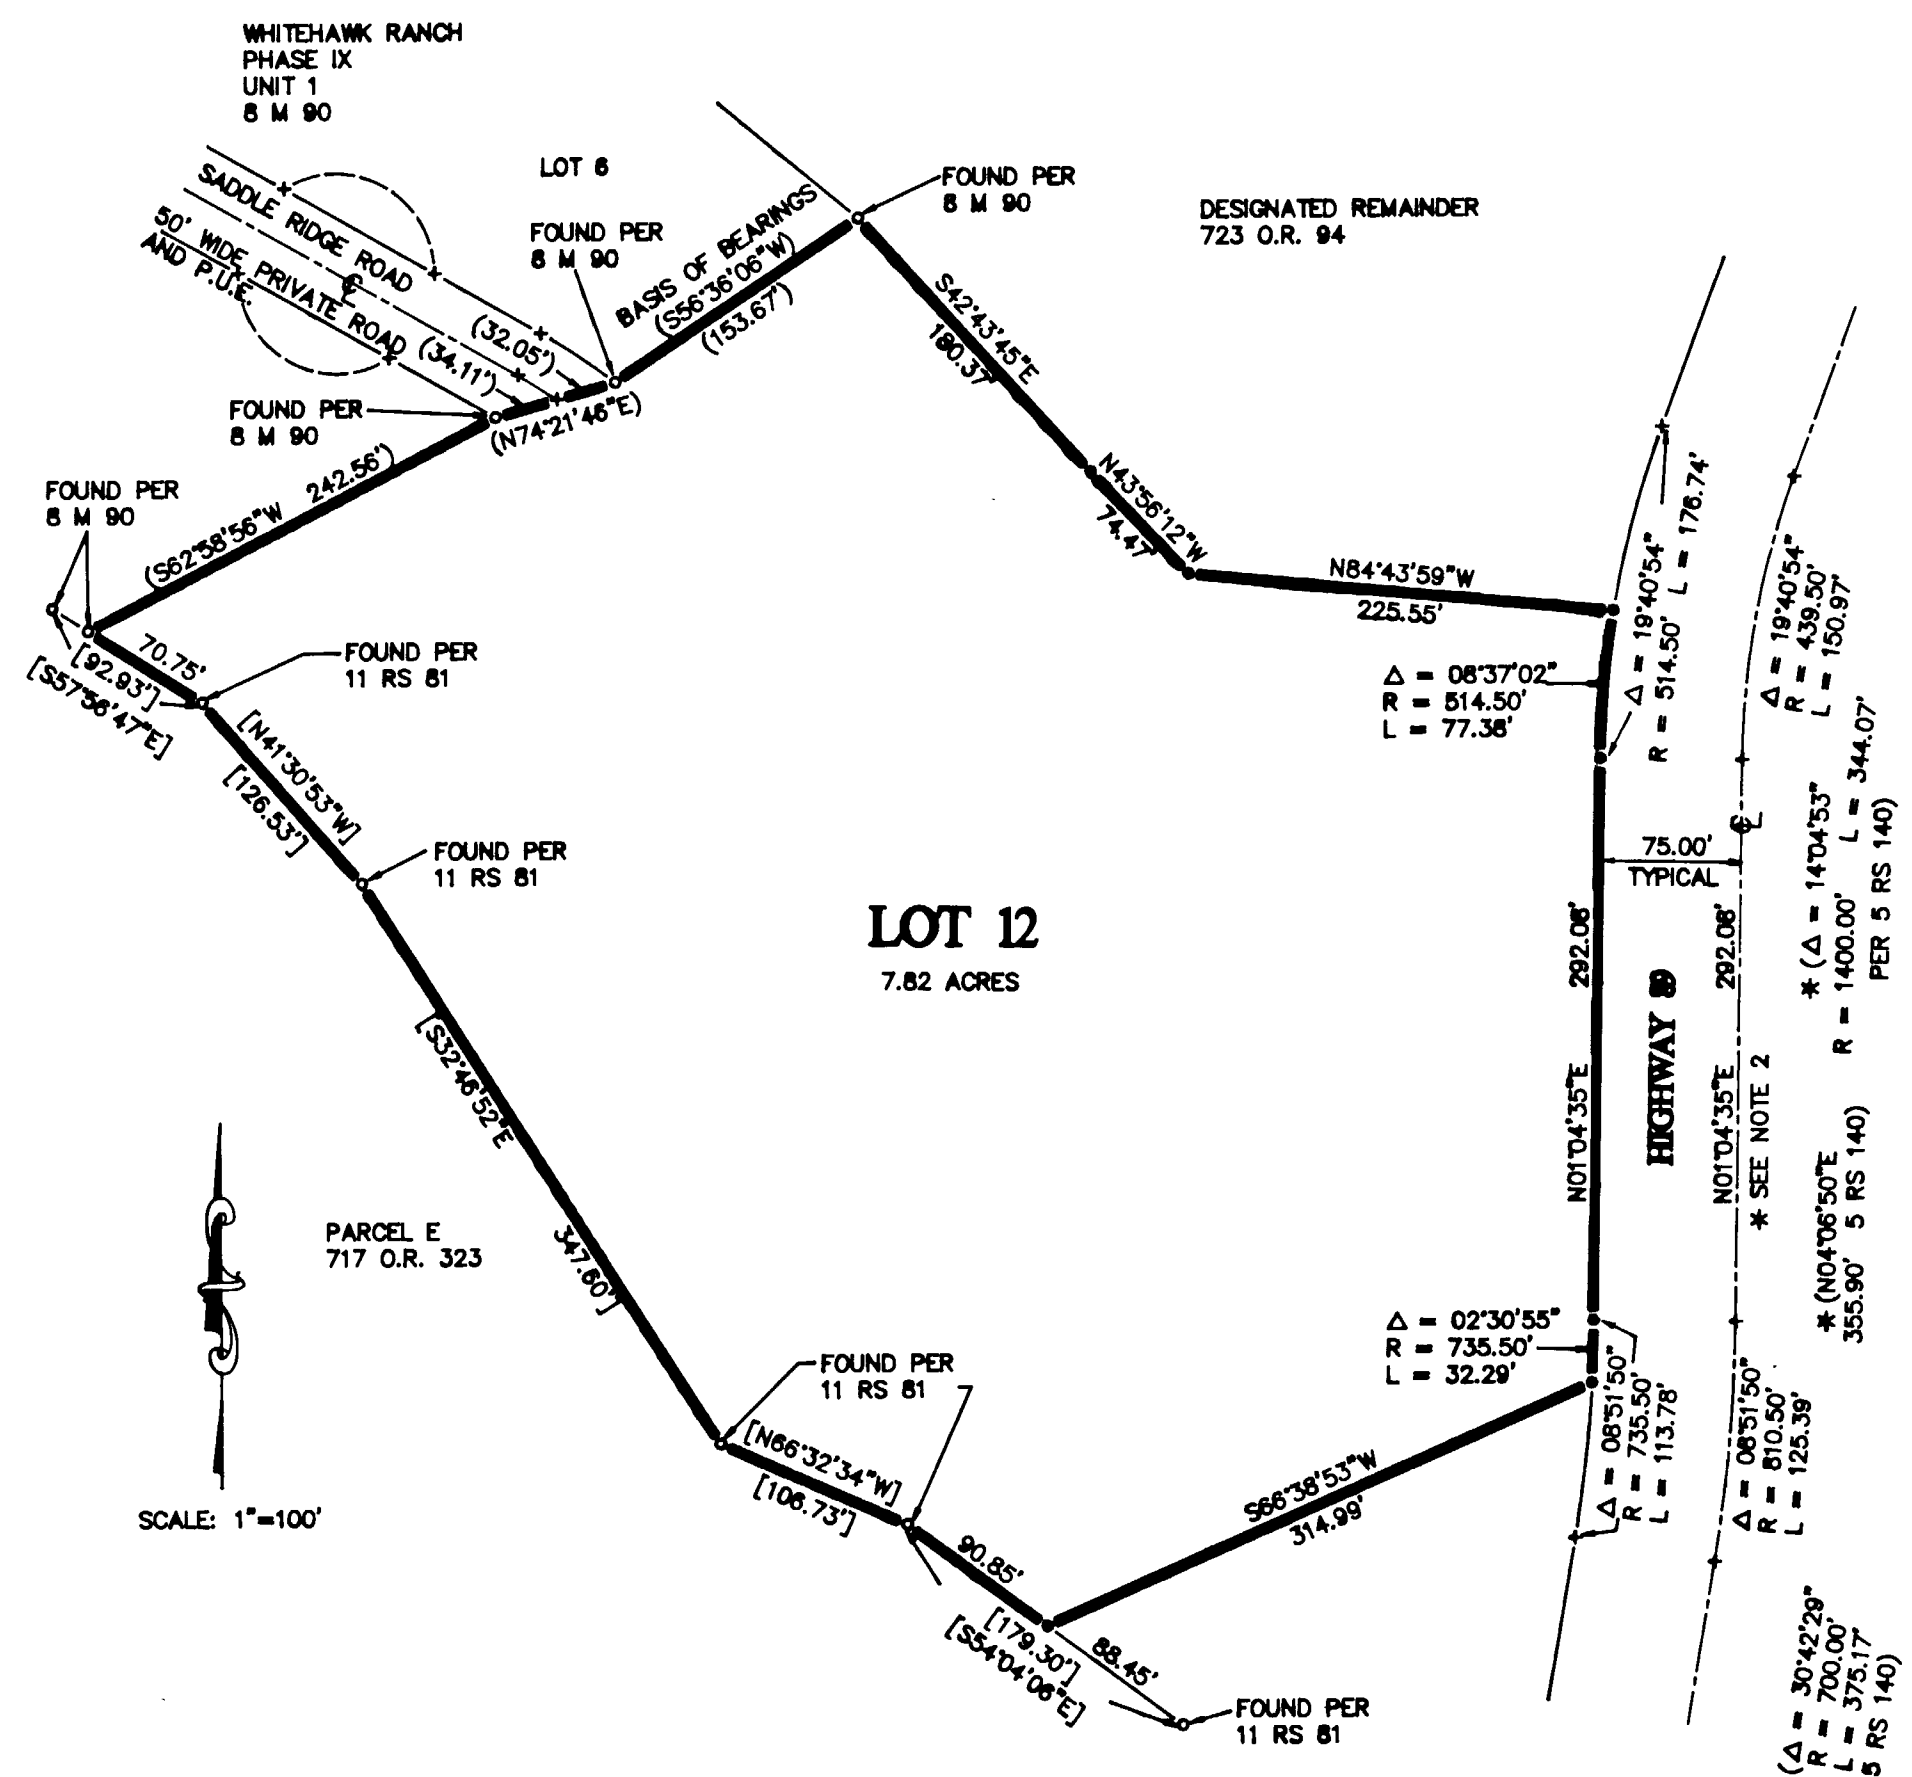 WHITEHAWK RANCH
PHASE IX
UNIT 1
8 M 90
LOT 6
SADDLE RIDGE ROAD
50' WIDE PRIVATE ROAD
AND P.U.E.
FOUND PER
8 M 90
FOUND PER
8 M 90
DESIGNATED REMAINDER
723 O.R. 94
BASIS OF BEARINGS
(S56°36'06"W)
(153.67')
(32.05')
(34.11')
(N74°21'46"E)
FOUND PER
8 M 90
S42°43'45"E
180.37'
N43°56'12"W
74.47'
(S62°58'56"W 242.56')
FOUND PER
8 M 90
N84°43'59"W
225.55'
70.75'
[92.93']
[S57°56'47"E]
FOUND PER
11 RS 81
[N41°30'53"W]
[126.53']
FOUND PER
11 RS 81
Δ = 08°37'02"
R = 514.50'
L = 77.38'
Δ = 19°40'54"
R = 514.50' L = 176.74'
Δ = 19°40'54"
R = 439.50'
L = 150.97'
LOT 12
7.82 ACRES
75.00'
TYPICAL
N01°04'35"E 292.08'
HIGHWAY 89
N01°04'35"E 292.08'
* SEE NOTE 2
* (Δ = 14°04'53"
R = 1400.00' L = 344.07'
PER 5 RS 140)
* (N04°06'50"E
355.90' 5 RS 140)
[S32°46'52"E
347.60']
PARCEL E
717 O.R. 323
SCALE: 1"=100'
Δ = 02°30'55"
R = 735.50'
L = 32.29'
Δ = 08°51'50"
R = 735.50'
L = 113.78'
Δ = 08°51'50"
R = 810.50'
L = 125.39'
FOUND PER
11 RS 81
[N66°32'34"W]
[106.73']
90.85'
[179.30']
[S54°04'06"E]
88.45'
S66°38'53"W
314.99'
FOUND PER
11 RS 81
(Δ = 30°42'29"
R = 700.00'
L = 375.17'
5 RS 140)